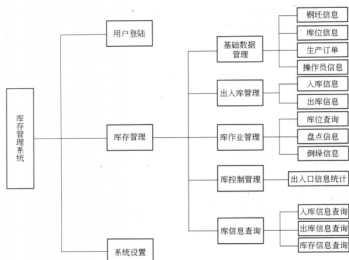 钢坯信息
用户登陆
基础数据
管理
库位信息
生产订单
操作员信息
出入库管理
入库信息
出库信息
库存管理系统
库存管理
库作业管理
库位查询
盘点信息
倒垛信息
库控制管理
出入口信息统计
库信息查询
入库信息查询
出库信息查询
库存信息查询
系统设置